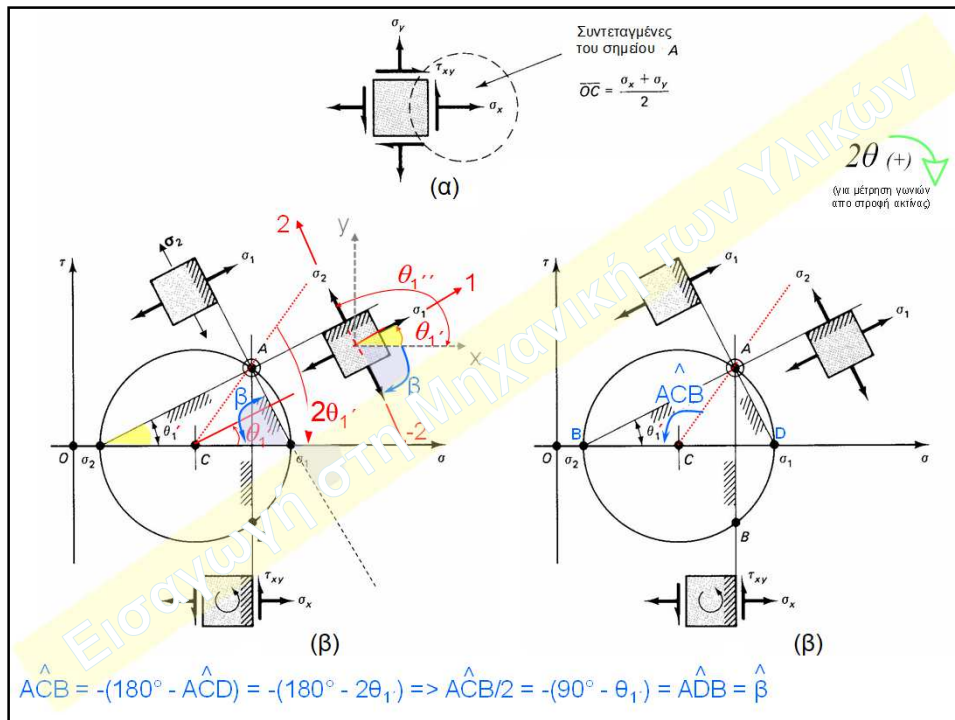 σy
Συντεταγμένες
του σημείου A
τxy
OC = σx + σy / 2
σx
(α)
2θ (+)
(για μέτρηση γωνιών
απο στροφή ακτίνας)
Εισαγωγή στη Μηχανική των Υλικών
2
y
σ2
σ1
τ
σ2
θ1''
1
σ1
θ1'
x
A
β
β
2θ1'
-2
θ1'
θ1
O
σ2
C
σ1
σ
τxy
σx
(β)
τ
σ1
σ2
σ1
A
ACB
B
θ1'
D
O
σ2
C
σ1
σ
B
τxy
σx
(β)
ACB = -(180° - ACD) = -(180° - 2θ1') => ACB/2 = -(90° - θ1') = ADB = β